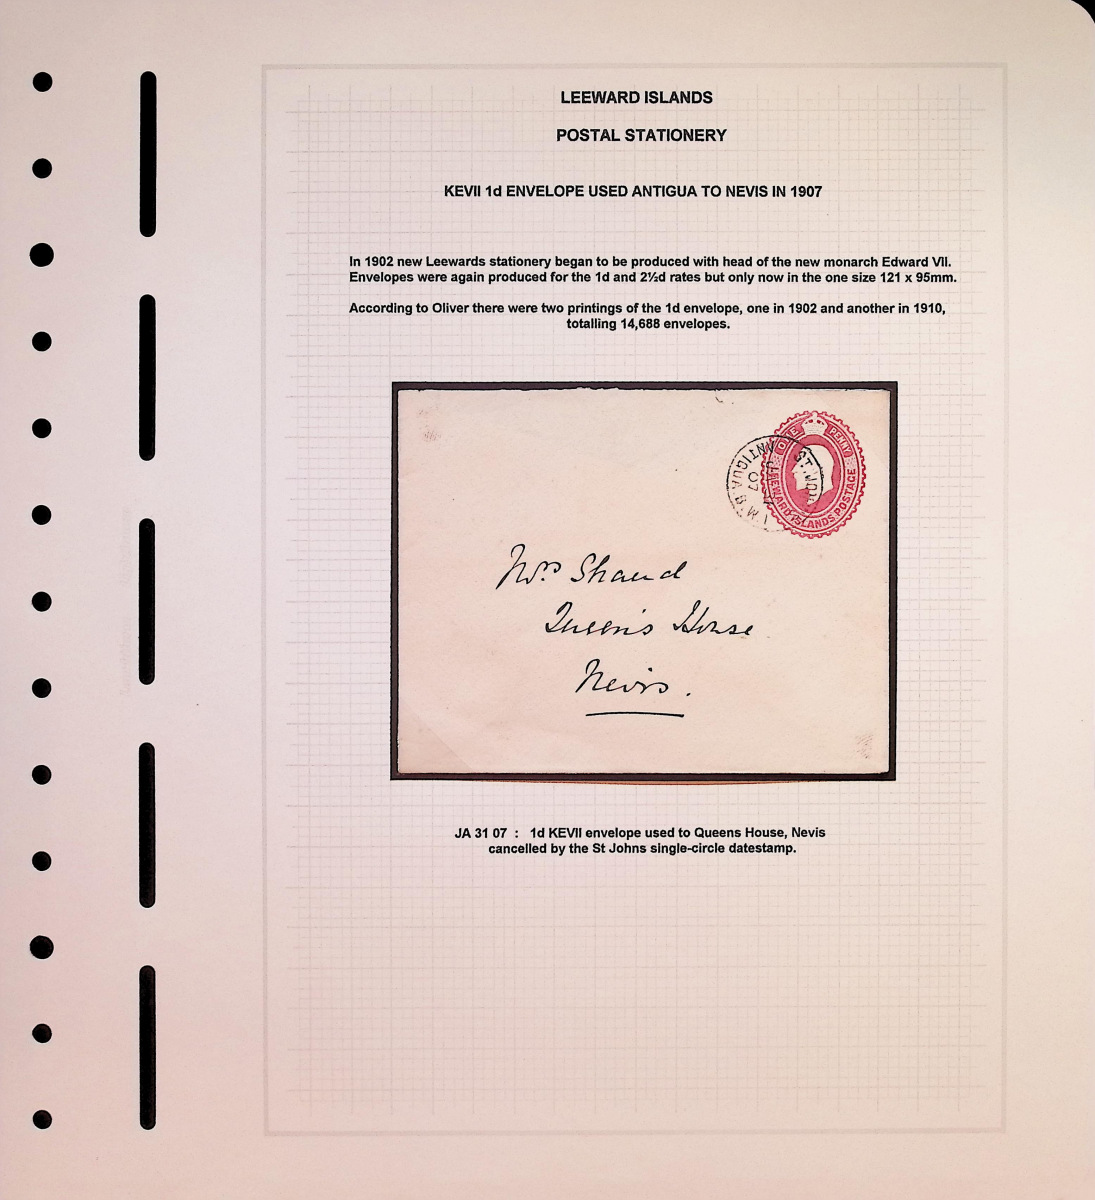 LEEWARD ISLANDS
POSTAL STATIONERY
KEVII 1d ENVELOPE USED ANTIGUA TO NEVIS IN 1907
In 1902 new Leewards stationery began to be produced with head of the new monarch Edward VII.
Envelopes were again produced for the 1d and 2½d rates but only now in the one size 121 x 95mm.
According to Oliver there were two printings of the 1d envelope, one in 1902 and another in 1910,
totalling 14,688 envelopes.
ONE PENNY
LEEWARD ISLANDS POSTAGE
ANTIGUA
07
Mrs Shand
Queen's House
Nevis.
JA 31 07 : 1d KEVII envelope used to Queens House, Nevis
cancelled by the St Johns single-circle datestamp.